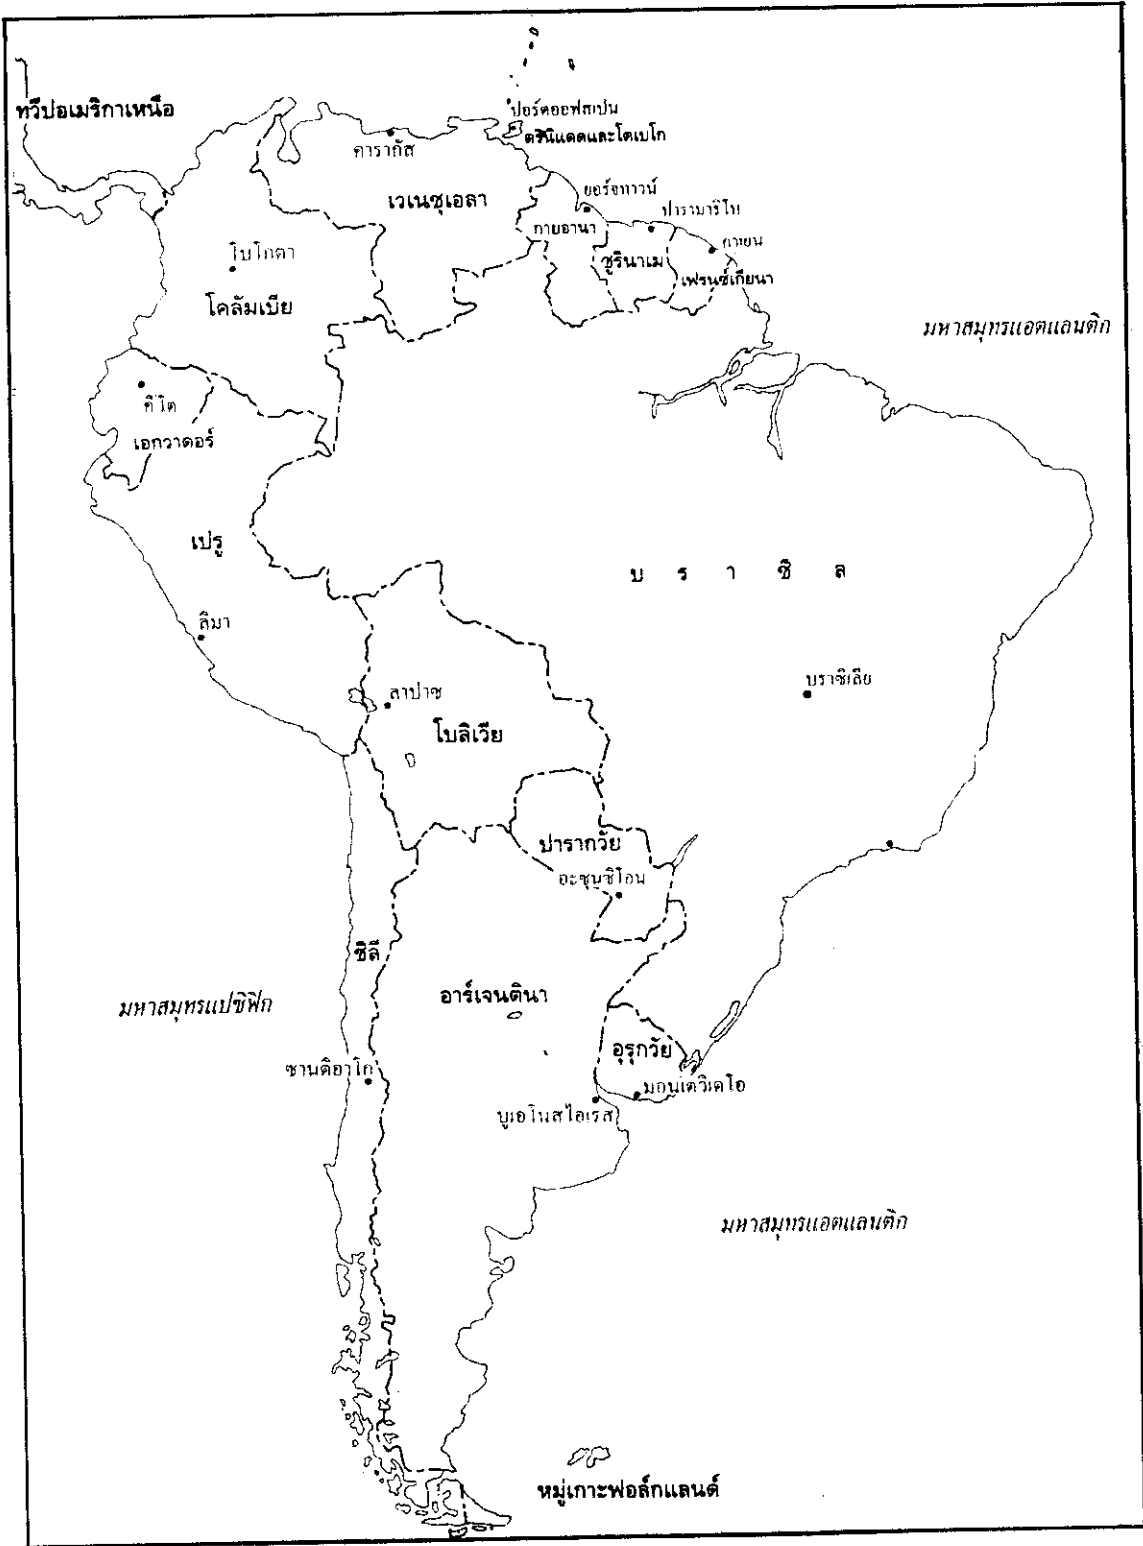 ทวีปอเมริกาเหนือ
ปอร์ตออฟสเปน
ตรินิแดดและโตเบโก
คารากัส
เวเนซุเอลา
ยอร์จทาวน์
กายอานา
ปารามาริโบ
ซูรินาเม
กาเยน
เฟรนซ์เกียนา
โบโกตา
โคลัมเบีย
มหาสมุทรแอตแลนติก
คีโต
เอกวาดอร์
เปรู
บ ร า ซิ ล
ลิมา
บราซิเลีย
ลาปาซ
โบลิเวีย
ปารากวัย
อะซุนซิโอน
ชิลี
อาร์เจนตินา
มหาสมุทรแปซิฟิก
อุรุกวัย
ซานติอาโก
มอนเตวิเดโอ
บูเอโนสไอเรส
มหาสมุทรแอตแลนติก
หมู่เกาะฟอล์กแลนด์